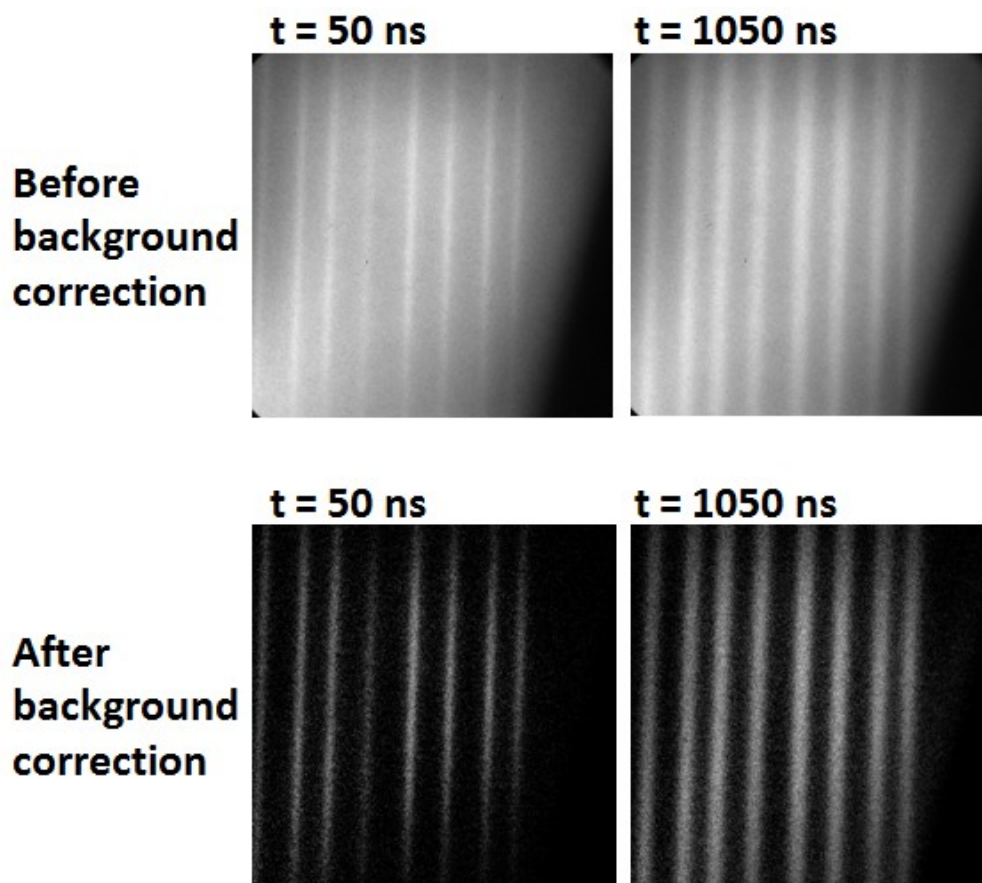 t = 50 ns
t = 1050 ns
Before
background
correction
t = 50 ns
t = 1050 ns
After
background
correction